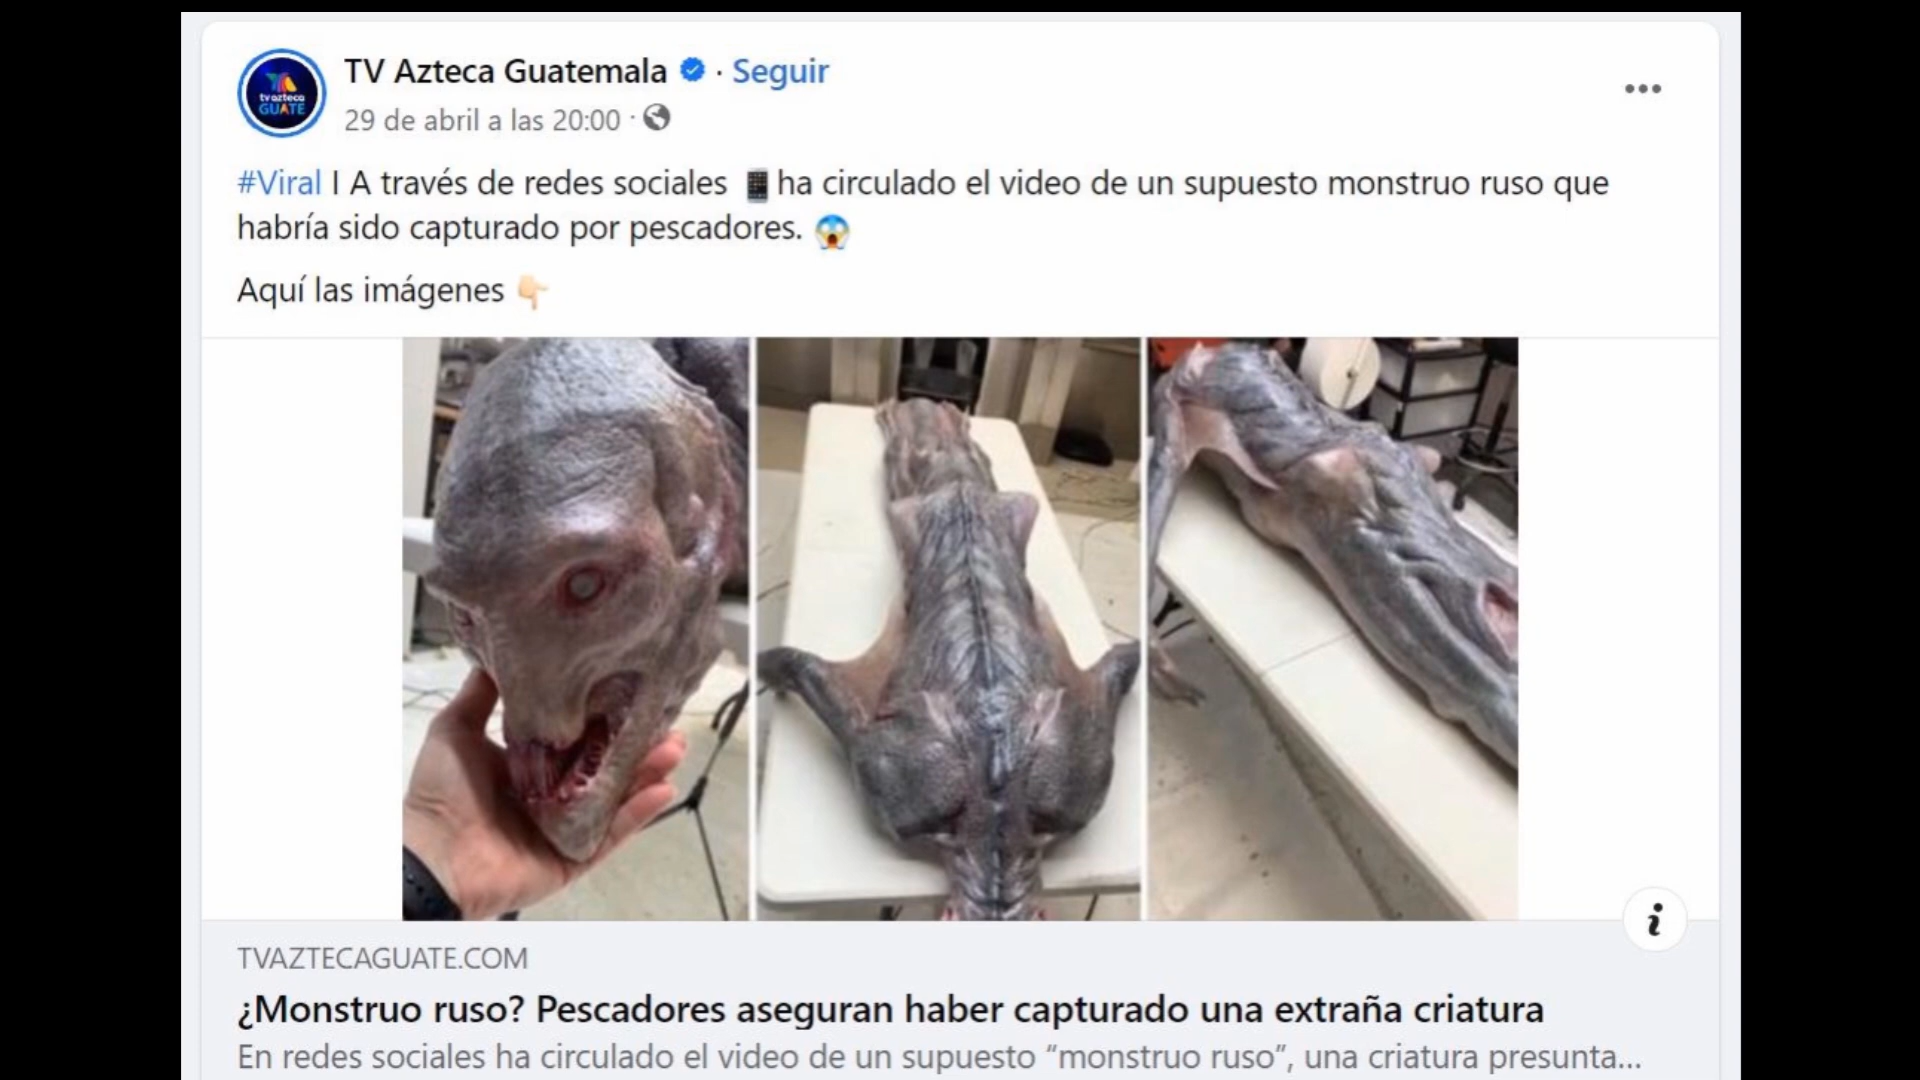 TV Azteca Guatemala · Seguir
tv azteca
GUATE
29 de abril a las 20:00 ·
#Viral I A través de redes sociales 📱ha circulado el video de un supuesto monstruo ruso que
habría sido capturado por pescadores. 😱
Aquí las imágenes 👇🏻
TVAZTECAGUATE.COM
¿Monstruo ruso? Pescadores aseguran haber capturado una extraña criatura
En redes sociales ha circulado el video de un supuesto “monstruo ruso”, una criatura presunta...